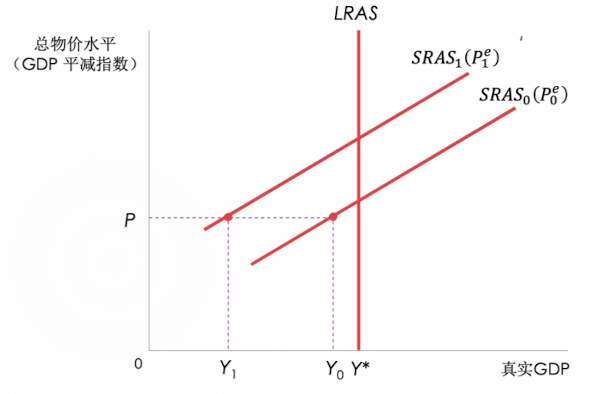 LRAS
总物价水平
（GDP 平减指数）
SRAS₁(P₁ᵉ)
SRAS₀(P₀ᵉ)
P
0
Y₁
Y₀ Y*
真实GDP